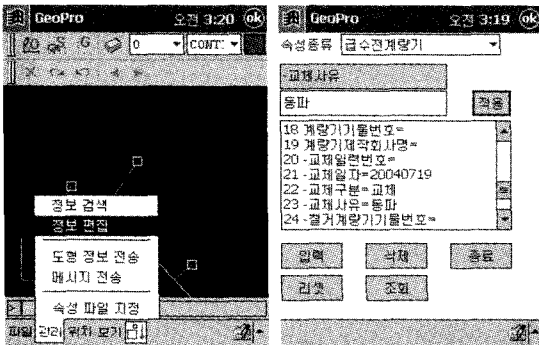 GeoPro 오전 3:20 ok
0 CONT:
정보 검색
정보 편집
도형 정보 전송
메시지 전송
속성 파일 지정
파일 관리 위치 보기
GeoPro 오전 3:19 ok
속성종류 급수전계량기
-교체사유
동파 적용
18 계량기기물번호=
19 계량기제작회사명=
20 -교체일련번호=
21 -교체일자=20040719
22 -교체구분=교체
23 -교체사유=동파
24 -철거계량기기물번호=
입력 삭제 종료
리셋 조회